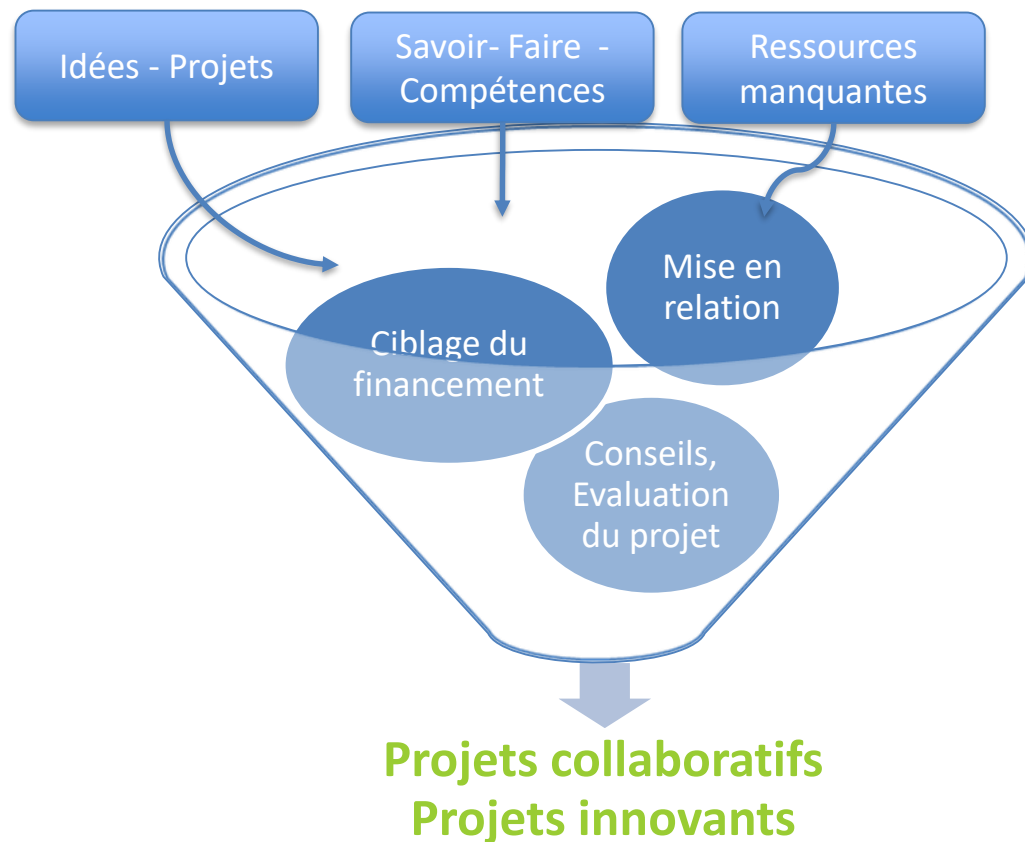 Idées - Projets
Savoir- Faire -
Compétences
Ressources
manquantes
Mise en
relation
Ciblage du
financement
Conseils,
Evaluation
du projet
Projets collaboratifs
Projets innovants